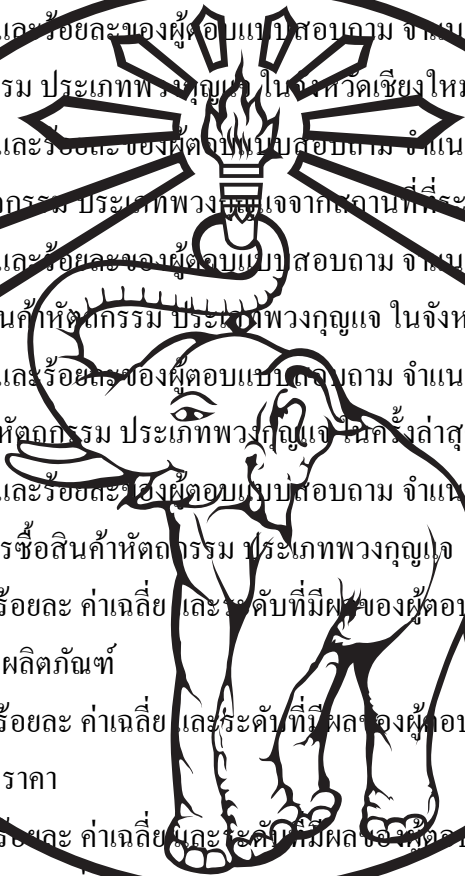 และร้อยละของผู้ตอบแบบสอบถาม จำแน
รม ประเภทพวงกุญแจ ในจังหวัดเชียงใหม
และร้อยละของผู้ตอบแบบสอบถาม จำแน
ถกรรม ประเภทพวงกุญแจจากสถานที่ที่ระ
และร้อยละของผู้ตอบแบบสอบถาม จำแน
นค้าหัตถกรรม ประเภทพวงกุญแจ ในจังห
และร้อยละของผู้ตอบแบบสอบถาม จำแน
หัตถกรรม ประเภทพวงกุญแจ ในครั้งล่าสุ
และร้อยละของผู้ตอบแบบสอบถาม จำแน
รซื้อสินค้าหัตถกรรม ประเภทพวงกุญแจ
ร้อยละ ค่าเฉลี่ย และระดับที่มีผลของผู้ตอบ
ผลิตภัณฑ์
ร้อยละ ค่าเฉลี่ย และระดับที่มีผลของผู้ตอบ
ราคา
ร้อยละ ค่าเฉลี่ย และระดับที่มีผลของผู้ตอบ